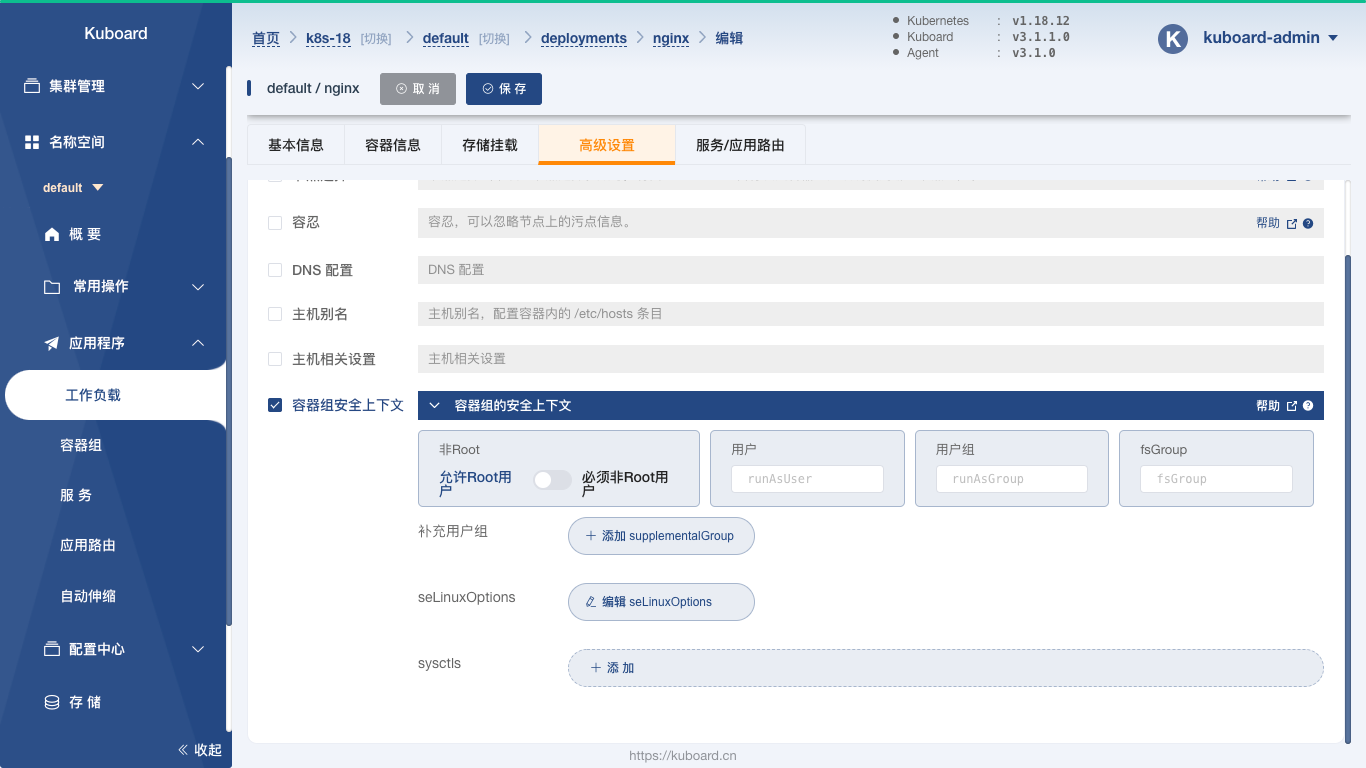 Kuboard
集群管理
名称空间
default
概 要
常用操作
应用程序
工作负载
容器组
服 务
应用路由
自动伸缩
配置中心
存 储
收起
首页 k8s-18 [切换] default [切换] deployments nginx 编辑
Kubernetes : v1.18.12
Kuboard : v3.1.1.0
Agent : v3.1.0
kuboard-admin
default / nginx 取 消 保 存
基本信息 容器信息 存储挂载 高级设置 服务/应用路由
容忍 容忍，可以忽略节点上的污点信息。 帮助
DNS 配置 DNS 配置
主机别名 主机别名，配置容器内的 /etc/hosts 条目
主机相关设置 主机相关设置
容器组安全上下文 容器组的安全上下文 帮助
非Root
允许Root用户
必须非Root用户
用户
runAsUser
用户组
runAsGroup
fsGroup
fsGroup
补充用户组 添加 supplementalGroup
seLinuxOptions 编辑 seLinuxOptions
sysctls 添 加
https://kuboard.cn